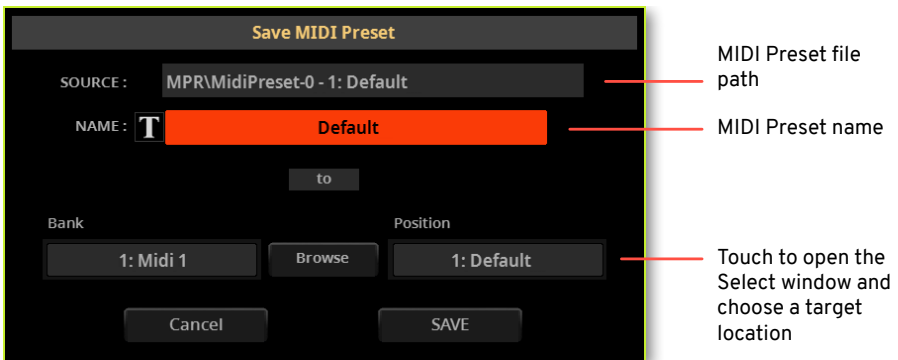 Save MIDI Preset
SOURCE : MPR\MidiPreset-0 - 1: Default
MIDI Preset file
path
NAME : T Default
MIDI Preset name
to
Bank
Position
1: Midi 1
Browse
1: Default
Touch to open the
Select window and
choose a target
location
Cancel
SAVE